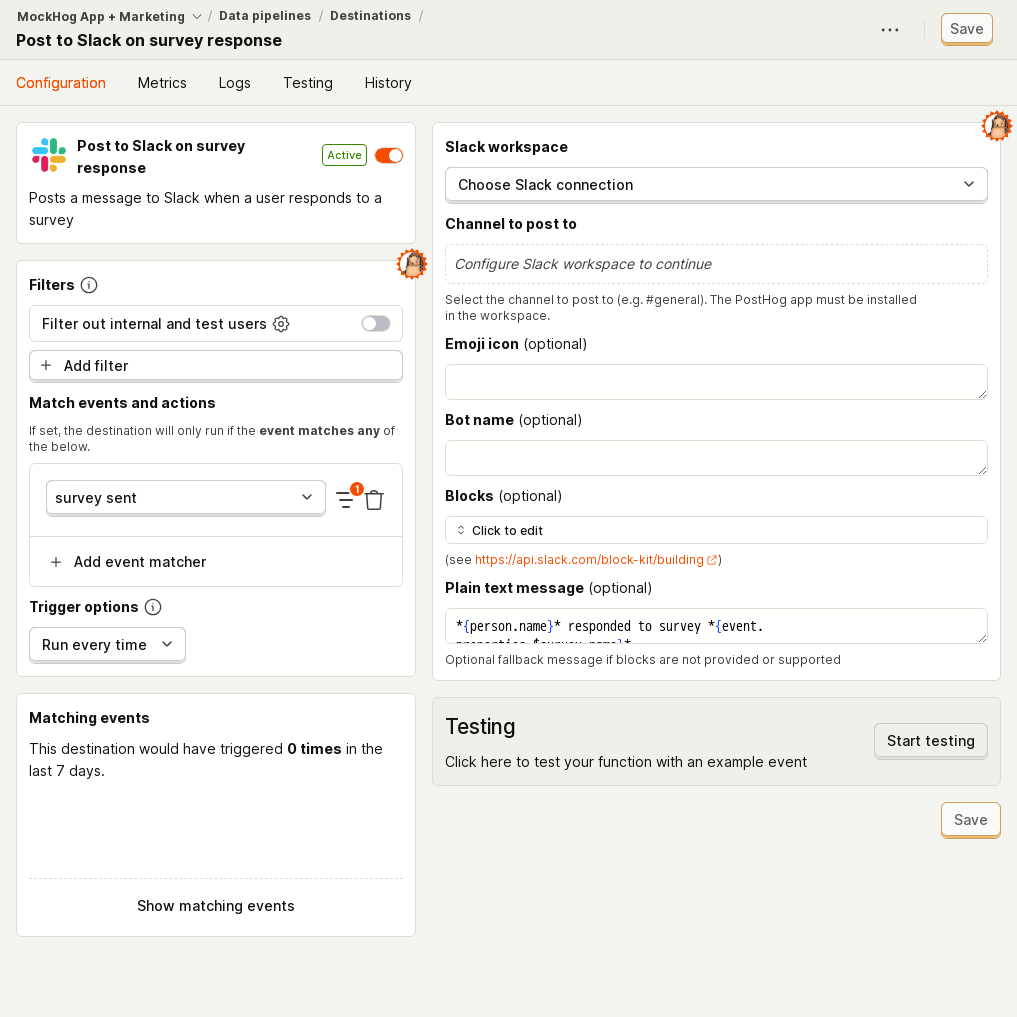 MockHog App + Marketing / Data pipelines / Destinations /
Post to Slack on survey response
Save
Configuration
Metrics
Logs
Testing
History
Post to Slack on survey
response
Active
Posts a message to Slack when a user responds to a
survey
Filters
Filter out internal and test users
Add filter
Match events and actions
If set, the destination will only run if the event matches any of
the below.
survey sent
1
Add event matcher
Trigger options
Run every time
Matching events
This destination would have triggered 0 times in the
last 7 days.
Show matching events
Slack workspace
Choose Slack connection
Channel to post to
Configure Slack workspace to continue
Select the channel to post to (e.g. #general). The PostHog app must be installed
in the workspace.
Emoji icon (optional)
Bot name (optional)
Blocks (optional)
Click to edit
(see https://api.slack.com/block-kit/building)
Plain text message (optional)
*{person.name}* responded to survey *{event.
properties.$survey_name}*
Optional fallback message if blocks are not provided or supported
Testing
Click here to test your function with an example event
Start testing
Save